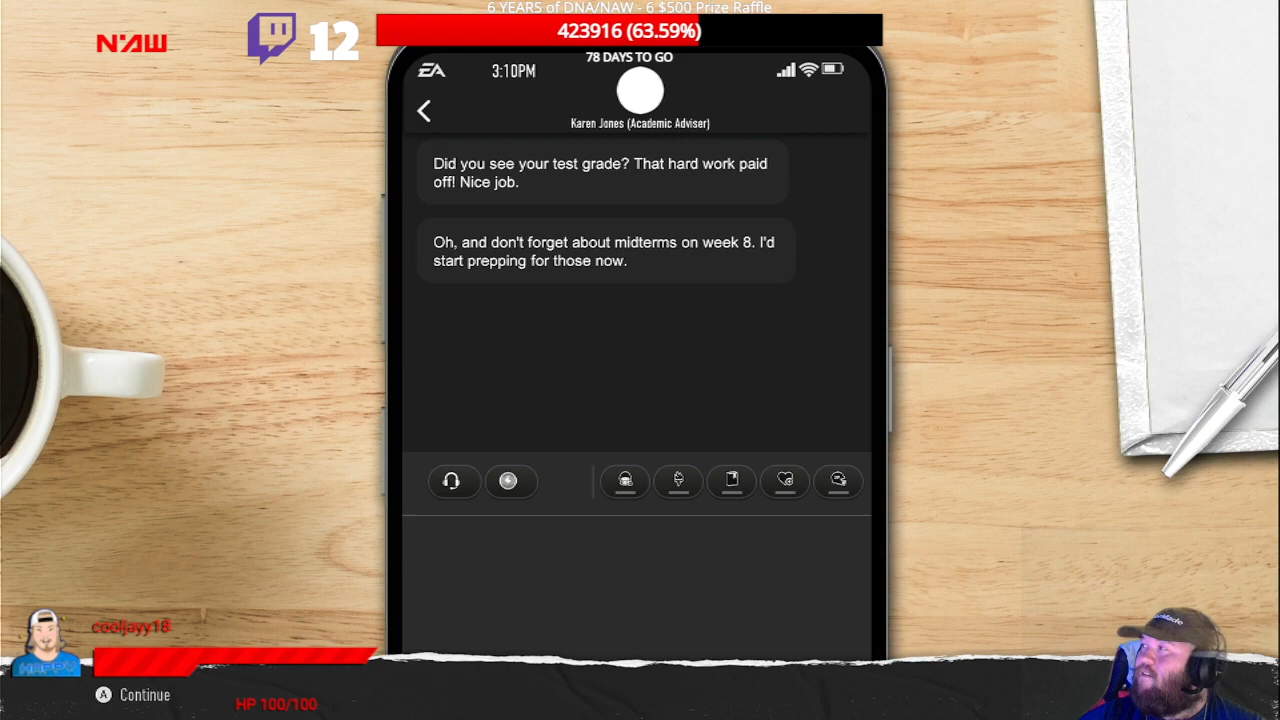 6 YEARS of DNA/NAW - 6 $500 Prize Raffle
NAW
12
423916 (63.59%)
78 DAYS TO GO
EA
3:10PM
Karen Jones (Academic Adviser)
Did you see your test grade? That hard work paid
off! Nice job.
Oh, and don't forget about midterms on week 8. I'd
start prepping for those now.
cooljayy18
HAPPY
A Continue
HP 100/100